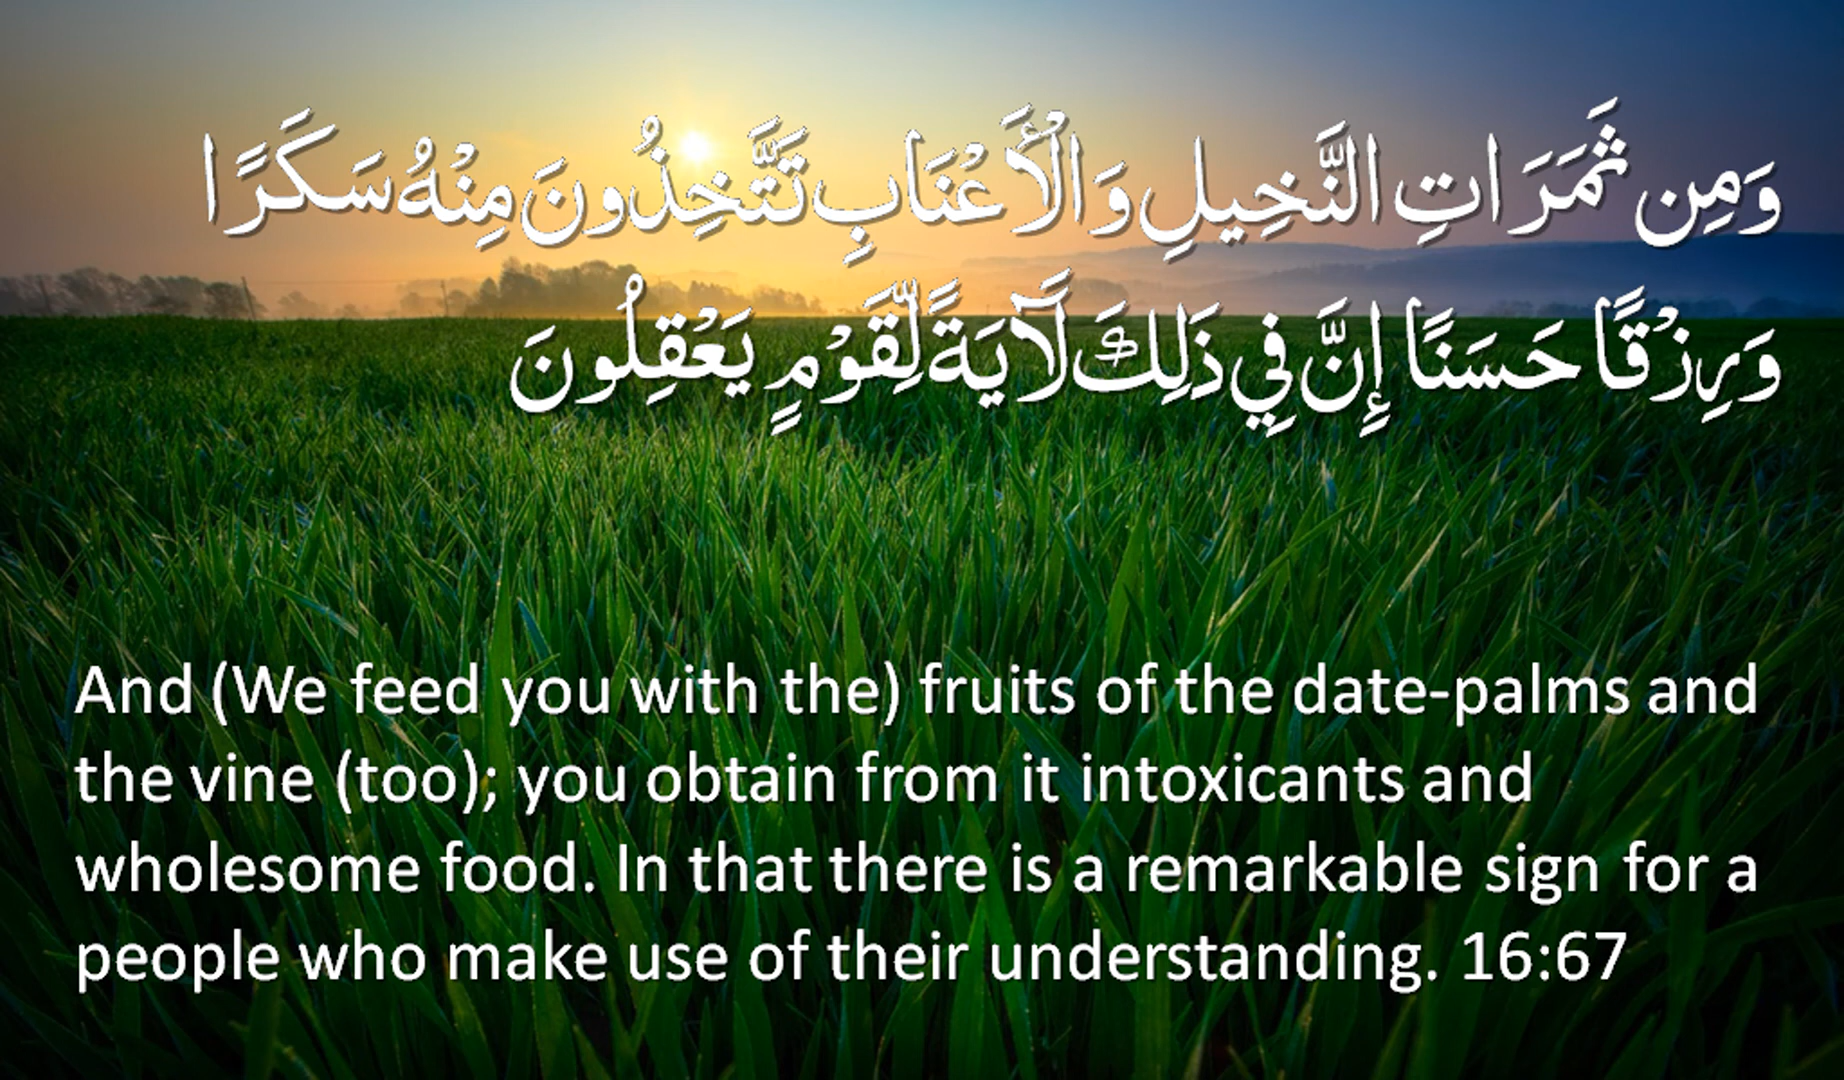 وَمِن ثَمَرَاتِ النَّخِيلِ وَالْأَعْنَابِ تَتَّخِذُونَ مِنْهُ سَكَرًا
وَرِزْقًا حَسَنًا إِنَّ فِي ذَلِكَ لَآيَةً لِّقَوْمٍ يَعْقِلُونَ
And (We feed you with the) fruits of the date-palms and
the vine (too); you obtain from it intoxicants and
wholesome food. In that there is a remarkable sign for a
people who make use of their understanding. 16:67